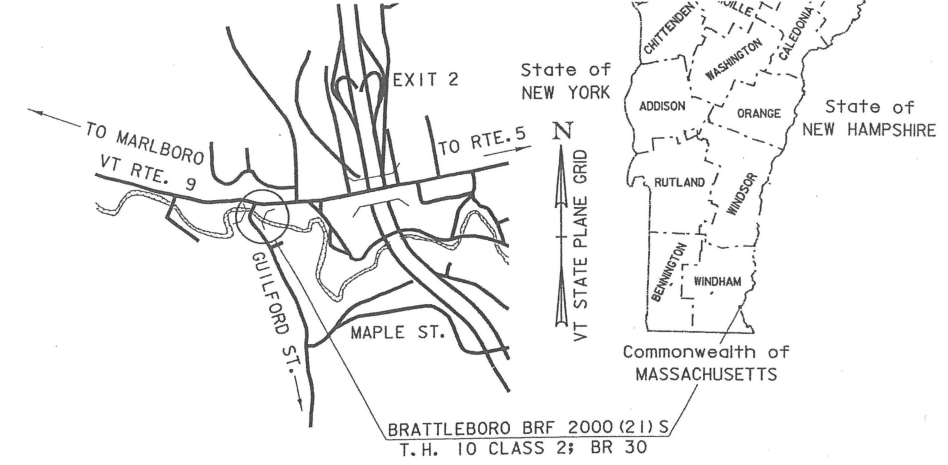 EXIT 2
TO MARLBORO
VT RTE. 9
TO RTE.5
GUILFORD ST.
MAPLE ST.
N
VT STATE PLANE GRID
State of
NEW YORK
CHITTENDEN
WASHINGTON
CALEDONIA
ADDISON
ORANGE
State of
NEW HAMPSHIRE
RUTLAND
WINDSOR
BENNINGTON
WINDHAM
Commonwealth of
MASSACHUSETTS
BRATTLEBORO BRF 2000(21)S
T.H. 10 CLASS 2; BR 30